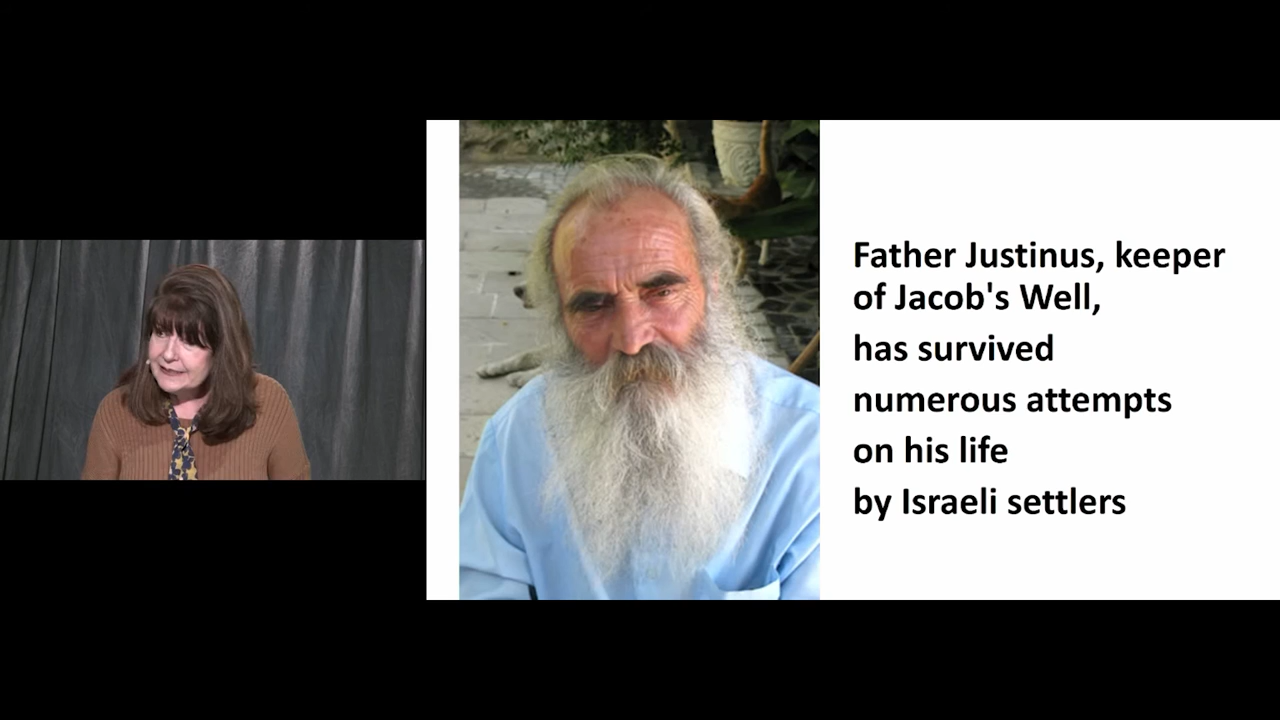 Father Justinus, keeper
of Jacob's Well,
has survived
numerous attempts
on his life
by Israeli settlers